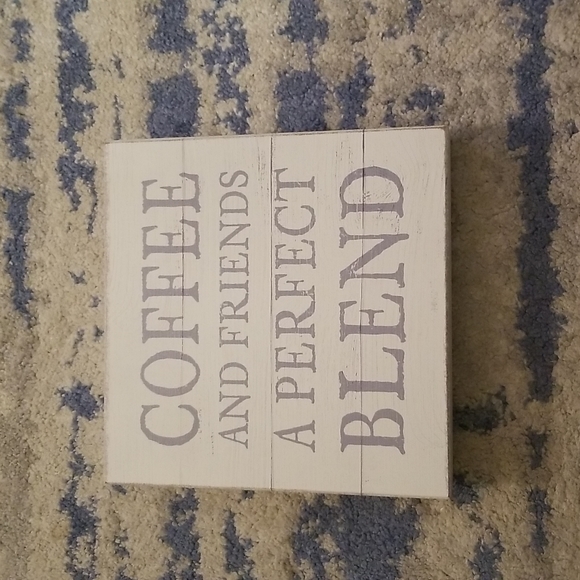 COFFEE
AND FRIENDS
A PERFECT
BLEND